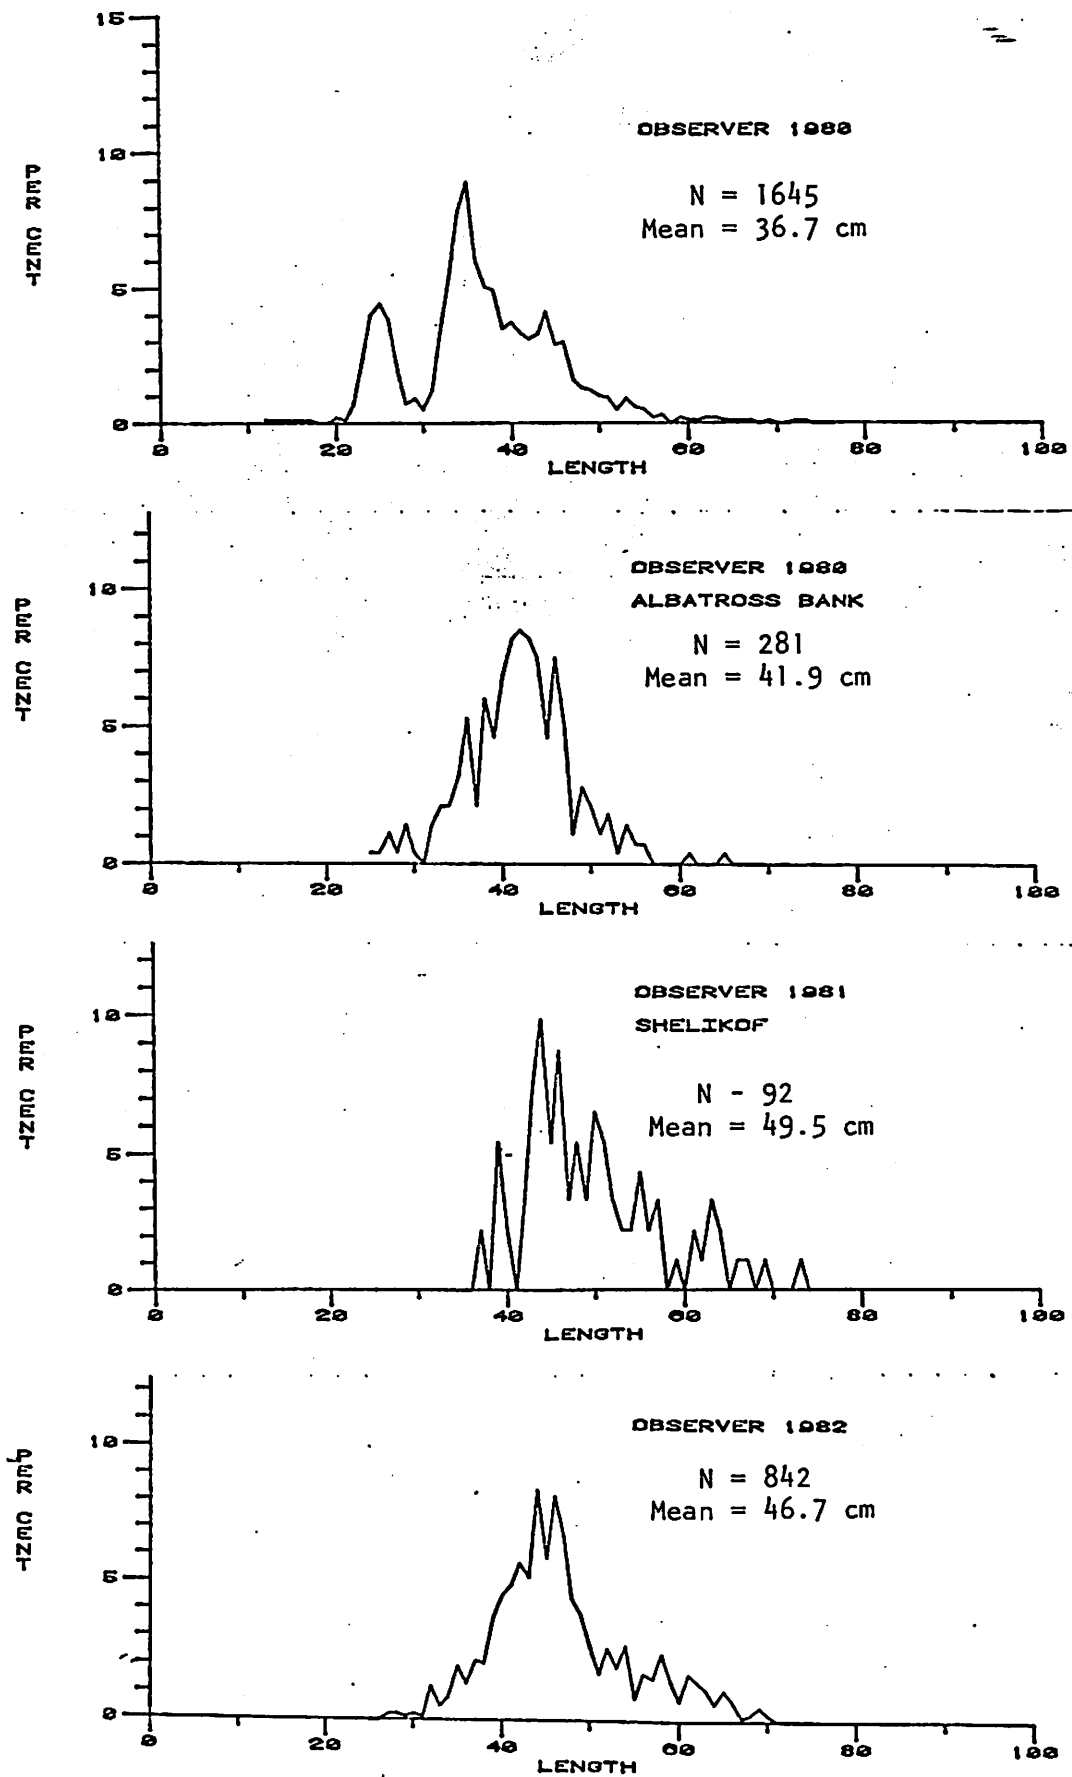 15
10
5
0
PER CENT
OBSERVER 1980
N = 1645
Mean = 36.7 cm
0 20 40 60 80 100
LENGTH
10
5
0
PER CENT
OBSERVER 1980
ALBATROSS BANK
N = 281
Mean = 41.9 cm
0 20 40 60 80 100
LENGTH
10
5
0
PER CENT
OBSERVER 1981
SHELIKOF
N - 92
Mean = 49.5 cm
0 20 40 60 80 100
LENGTH
10
5
0
PER CENT
OBSERVER 1982
N = 842
Mean = 46.7 cm
0 20 40 60 80 100
LENGTH